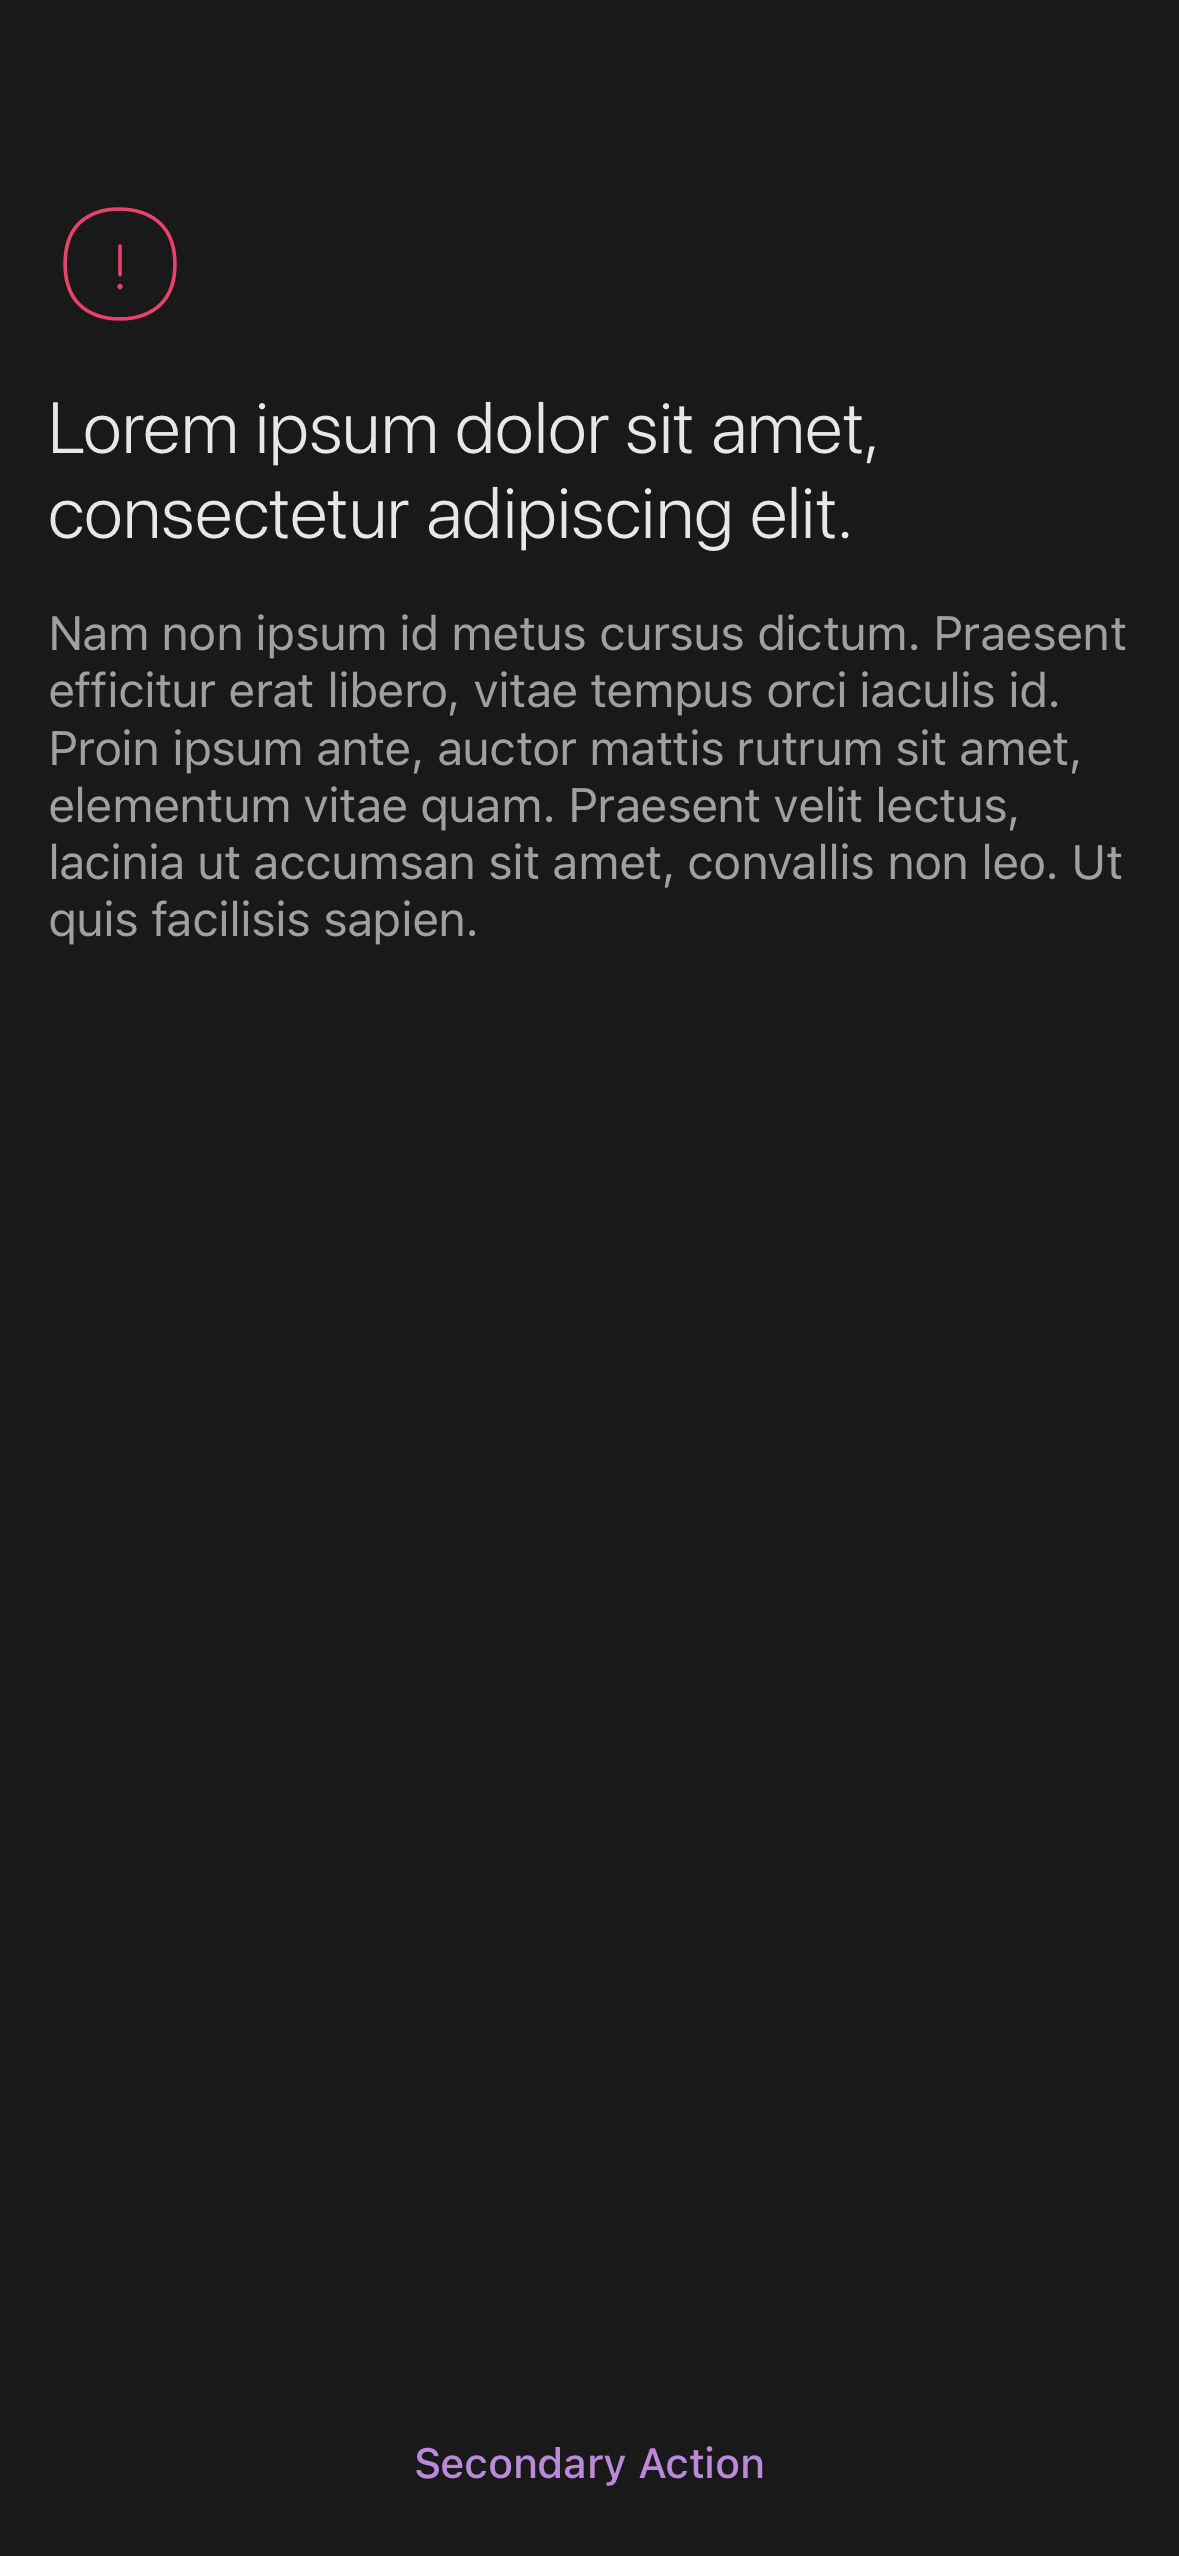 !
Lorem ipsum dolor sit amet,
consectetur adipiscing elit.
Nam non ipsum id metus cursus dictum. Praesent
efficitur erat libero, vitae tempus orci iaculis id.
Proin ipsum ante, auctor mattis rutrum sit amet,
elementum vitae quam. Praesent velit lectus,
lacinia ut accumsan sit amet, convallis non leo. Ut
quis facilisis sapien.
Secondary Action